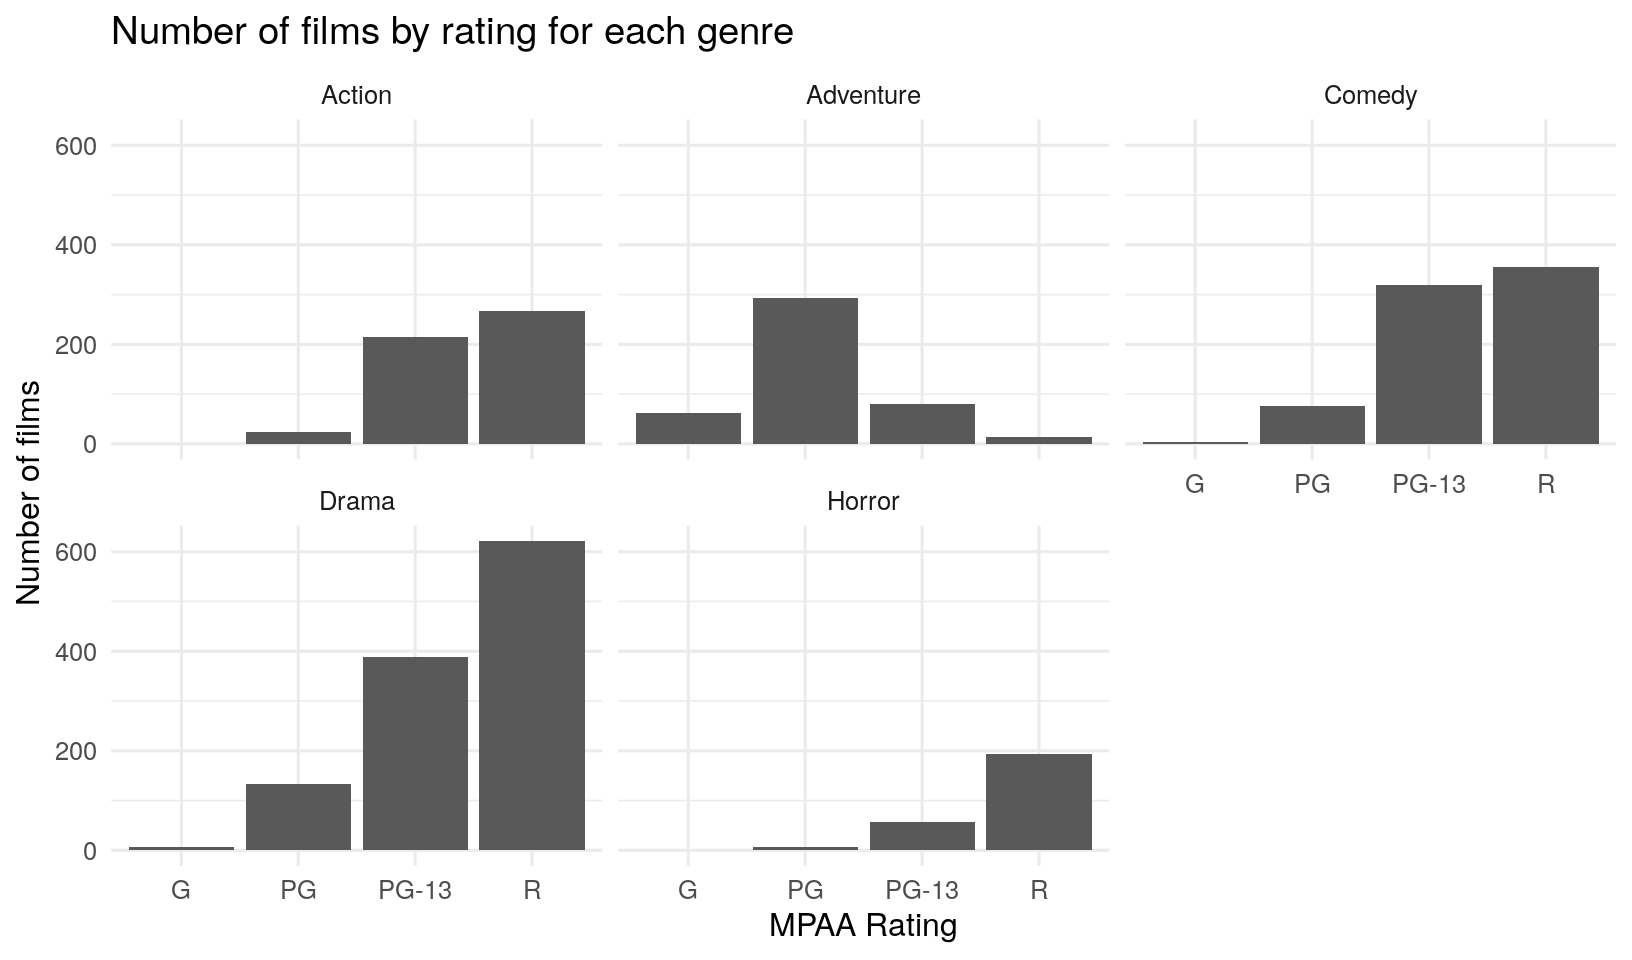 Number of films by rating for each genre
Action
Adventure
Comedy
600
400
200
0
G
PG
PG-13
R
Drama
Horror
600
400
200
0
G
PG
PG-13
R
G
PG
PG-13
R
Number of films
MPAA Rating